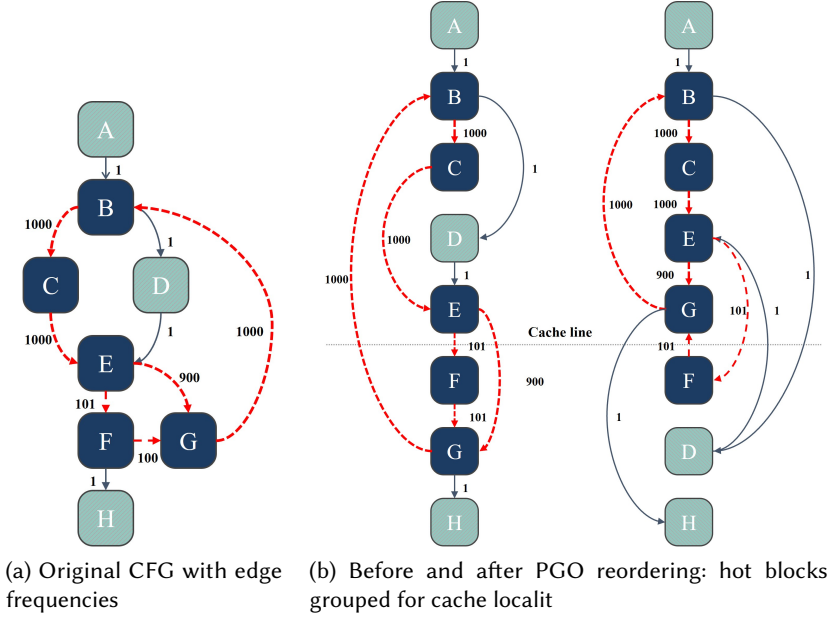 A
1
B
1000
1
C
D
1000
1
1000
E
900
101
F
G
100
1
H
A
1
B
1000
C
1
D
1000
1
1000
E
Cache line
101
F
900
101
G
1
H
A
1
B
1000
C
1000
1000
E
900
1
G
101
1
101
F
1
D
H
(a) Original CFG with edge
frequencies
(b) Before and after PGO reordering: hot blocks
grouped for cache localit